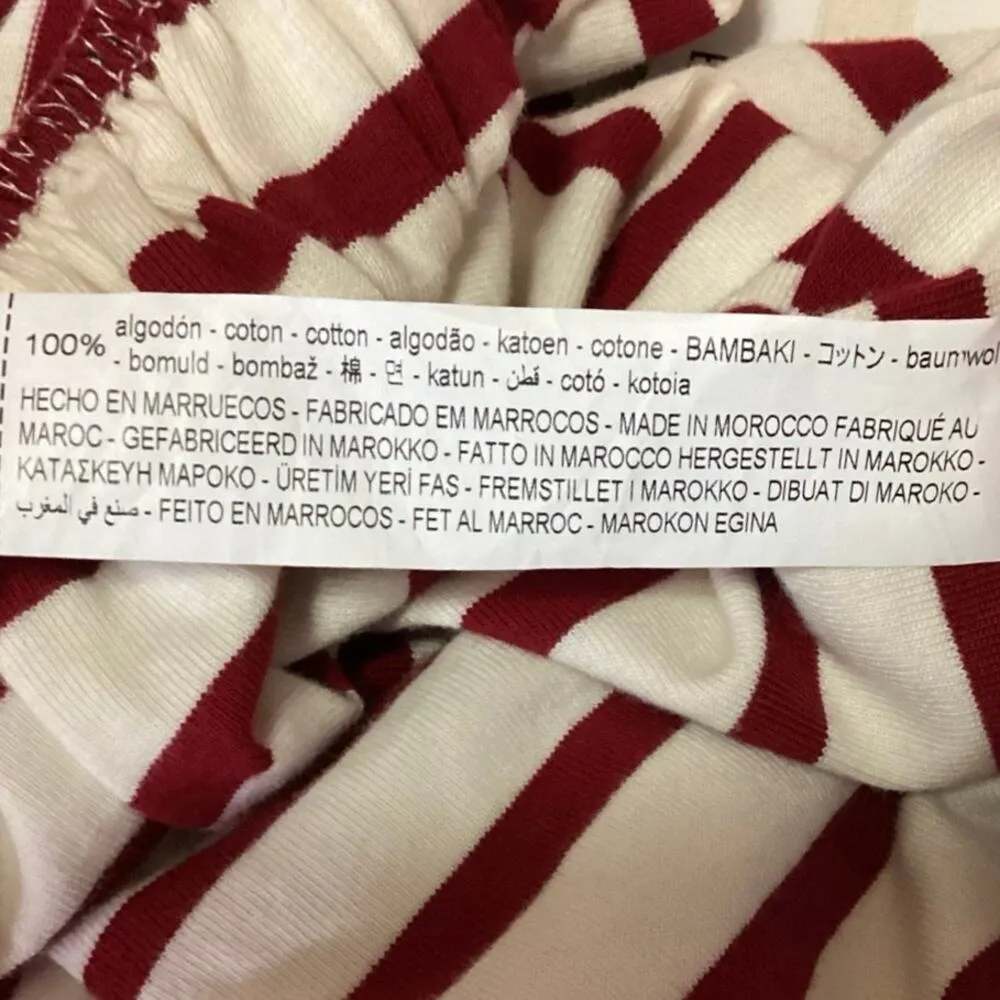 100% algodón - coton - cotton - algodão - katoen - cotone - BAMBAKI - コットン - baumwol
- bomuld - bombaž - 棉 - 면 - katun - قطن - cotó - kotoia
HECHO EN MARRUECOS - FABRICADO EM MARROCOS - MADE IN MOROCCO FABRIQUÉ AU
MAROC - GEFABRICEERD IN MAROKKO - FATTO IN MAROCCO HERGESTELLT IN MAROKKO -
ΚΑΤΑΣΚΕΥΗ ΜΑΡΟΚΟ - ÜRETİM YERİ FAS - FREMSTILLET I MAROKKO - DIBUAT DI MAROKO -
صنع في المغرب - FEITO EN MARROCOS - FET AL MARROC - MAROKON EGINA